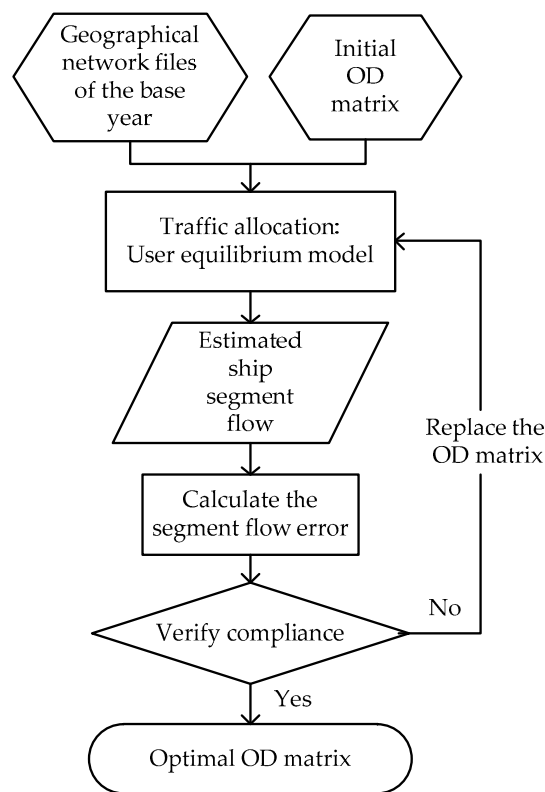 Geographical
network files
of the base
year
Initial
OD
matrix
Traffic allocation:
User equilibrium model
Estimated
ship
segment
flow
Replace the
OD matrix
Calculate the
segment flow error
Verify compliance
No
Yes
Optimal OD matrix